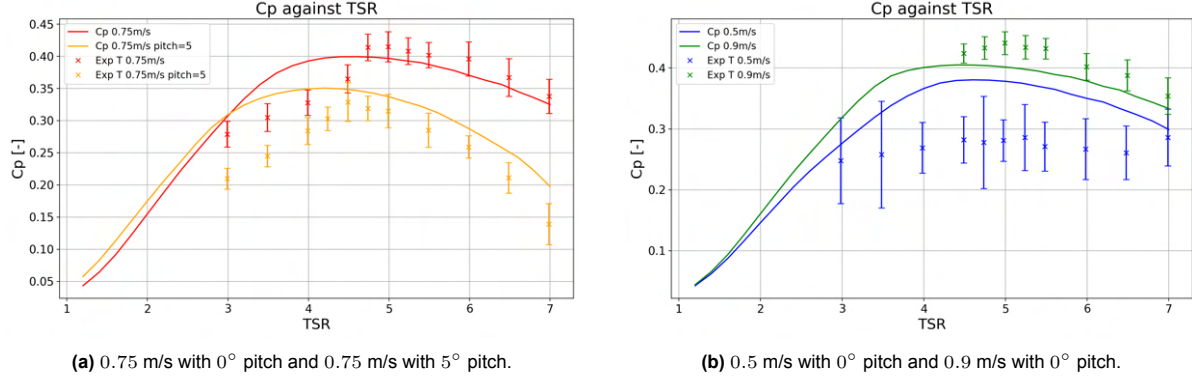 Cp against TSR
Cp 0.75m/s
Cp 0.75m/s pitch=5
Exp T 0.75m/s
Exp T 0.75m/s pitch=5
0.45
0.40
0.35
0.30
0.25
0.20
0.15
0.10
0.05
Cp [-]
1 2 3 4 5 6 7
TSR
(a) 0.75 m/s with 0° pitch and 0.75 m/s with 5° pitch.
Cp against TSR
Cp 0.5m/s
Cp 0.9m/s
Exp T 0.5m/s
Exp T 0.9m/s
0.4
0.3
0.2
0.1
Cp [-]
1 2 3 4 5 6 7
TSR
(b) 0.5 m/s with 0° pitch and 0.9 m/s with 0° pitch.